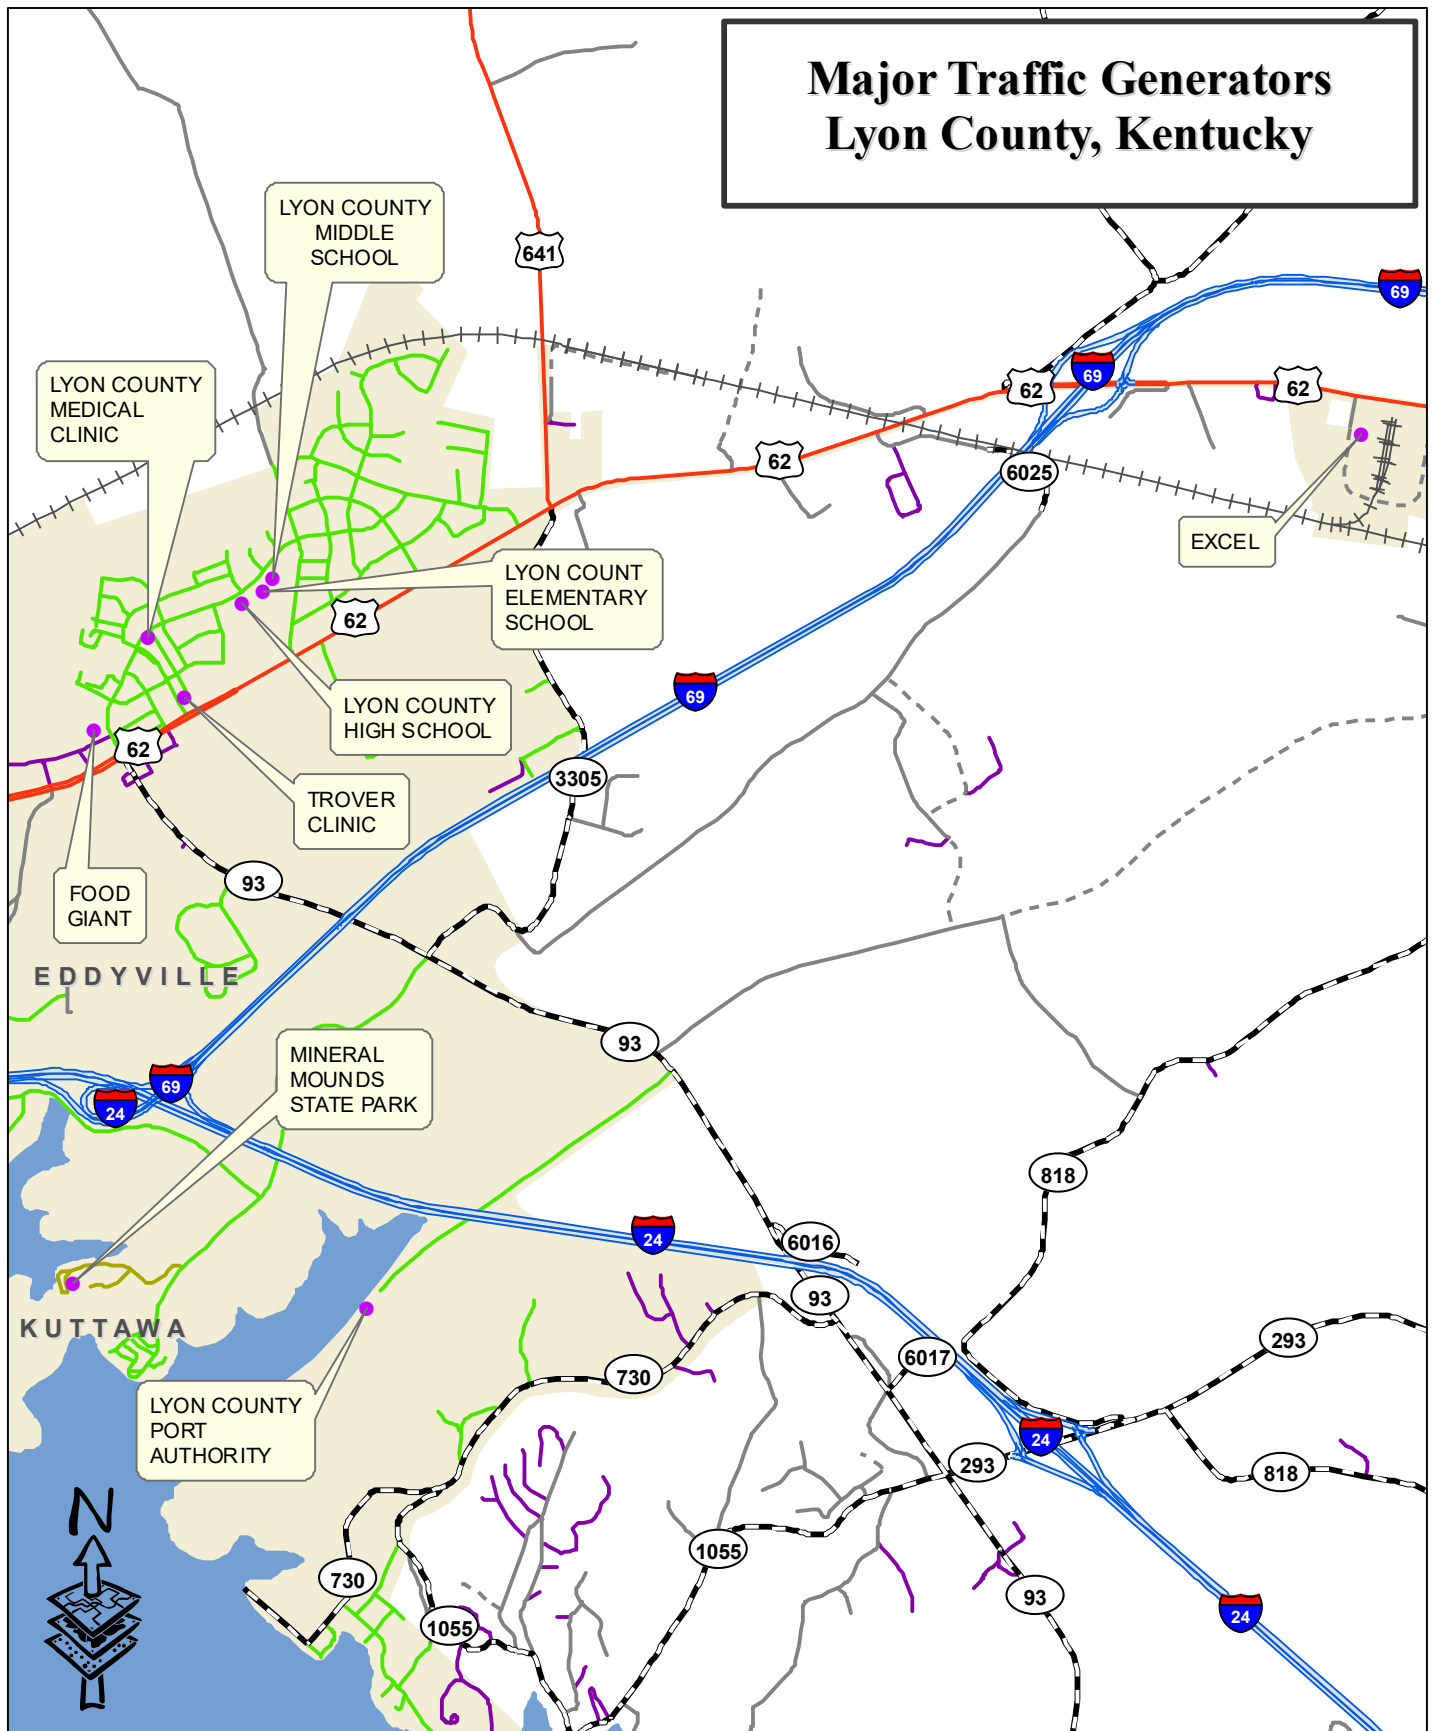 Major Traffic Generators
Lyon County, Kentucky
LYON COUNTY
MIDDLE
SCHOOL
641
69
LYON COUNTY
MEDICAL
CLINIC
69
62
62
62
6025
EXCEL
LYON COUNT
ELEMENTARY
SCHOOL
62
69
LYON COUNTY
HIGH SCHOOL
62
3305
TROVER
CLINIC
93
FOOD
GIANT
EDDYVILLE
93
MINERAL
MOUNDS
STATE PARK
69
24
818
24
6016
93
KUTTAWA
293
6017
730
LYON COUNTY
PORT
AUTHORITY
24
293
818
N
1055
730
93
24
1055